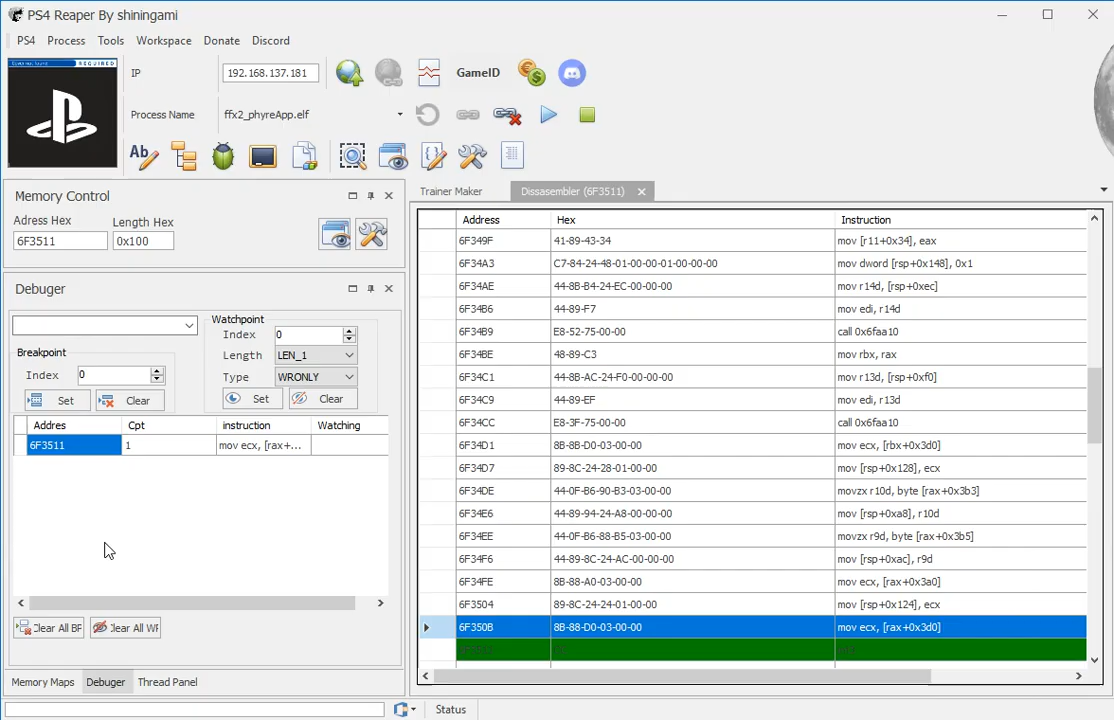 PS4 Reaper By shiningami
PS4 Process Tools Workspace Donate Discord
REQUIRED
IP 192.168.137.181 GameID
Process Name ffx2_phyreApp.elf
Ab
Memory Control
Adress Hex Length Hex
6F3511 0x100
Debuger
Watchpoint
Index 0
Breakpoint
Length LEN_1
Index 0
Type WRONLY
Set Clear Set Clear
Addres Cpt instruction Watching
6F3511 1 mov ecx, [rax+...
Clear All BF Clear All WF
Memory Maps Debuger Thread Panel
Status
Trainer Maker Dissasembler (6F3511)
Address Hex Instruction
6F349F 41-89-43-34 mov [r11+0x34], eax
6F34A3 C7-84-24-48-01-00-00-01-00-00-00 mov dword [rsp+0x148], 0x1
6F34AE 44-8B-B4-24-EC-00-00-00 mov r14d, [rsp+0xec]
6F34B6 44-89-F7 mov edi, r14d
6F34B9 E8-52-75-00-00 call 0x6faa10
6F34BE 48-89-C3 mov rbx, rax
6F34C1 44-8B-AC-24-F0-00-00-00 mov r13d, [rsp+0xf0]
6F34C9 44-89-EF mov edi, r13d
6F34CC E8-3F-75-00-00 call 0x6faa10
6F34D1 8B-8B-D0-03-00-00 mov ecx, [rbx+0x3d0]
6F34D7 89-8C-24-28-01-00-00 mov [rsp+0x128], ecx
6F34DE 44-0F-B6-90-B3-03-00-00 movzx r10d, byte [rax+0x3b3]
6F34E6 44-89-94-24-A8-00-00-00 mov [rsp+0xa8], r10d
6F34EE 44-0F-B6-88-B5-03-00-00 movzx r9d, byte [rax+0x3b5]
6F34F6 44-89-8C-24-AC-00-00-00 mov [rsp+0xac], r9d
6F34FE 8B-88-A0-03-00-00 mov ecx, [rax+0x3a0]
6F3504 89-8C-24-24-01-00-00 mov [rsp+0x124], ecx
6F350B 8B-88-D0-03-00-00 mov ecx, [rax+0x3d0]